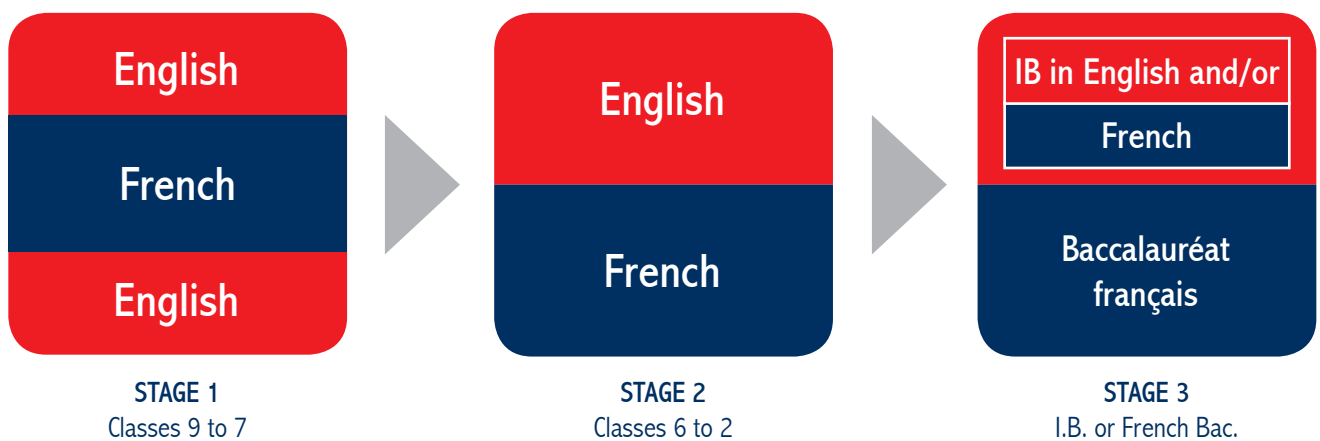 English
French
English
STAGE 1
Classes 9 to 7
English
French
STAGE 2
Classes 6 to 2
IB in English and/or
French
Baccalauréat
français
STAGE 3
I.B. or French Bac.